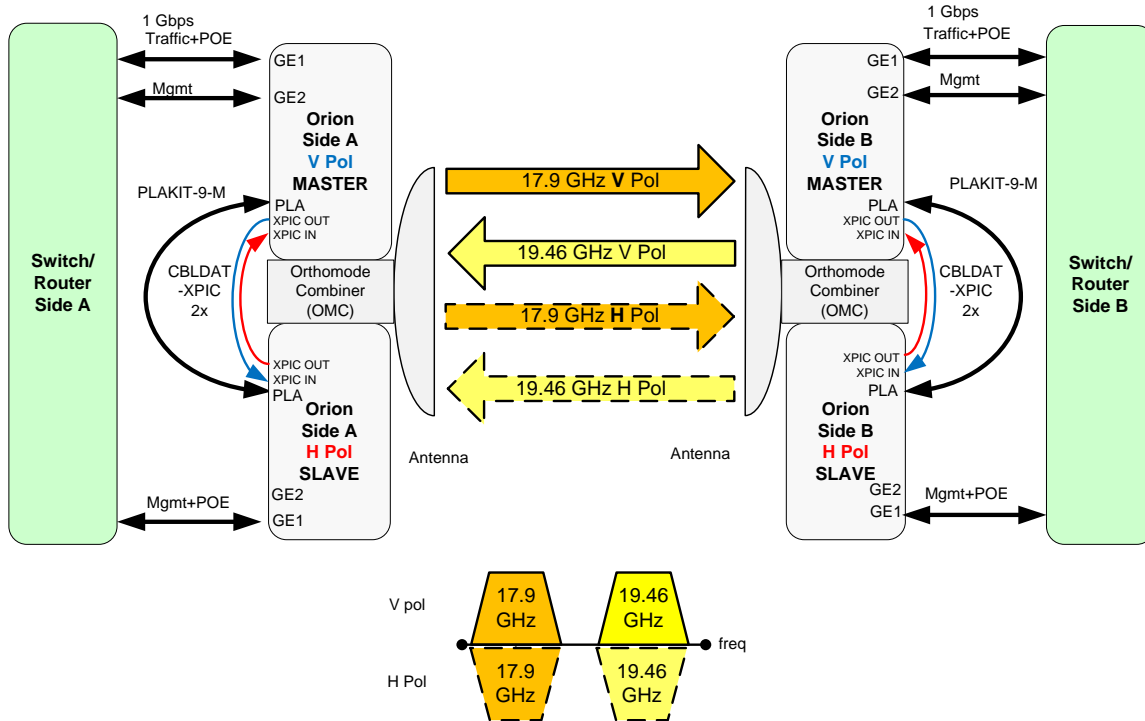 1 Gbps
Traffic+POE
Mgmt
GE1
GE2
Orion
Side A
V Pol
MASTER
PLA
XPIC OUT
XPIC IN
PLAKIT-9-M
CBLDAT
-XPIC
2x
Switch/
Router
Side A
Orthomode
Combiner
(OMC)
XPIC OUT
XPIC IN
PLA
Orion
Side A
H Pol
SLAVE
GE2
GE1
Mgmt+POE
Antenna
17.9 GHz V Pol
19.46 GHz V Pol
17.9 GHz H Pol
19.46 GHz H Pol
Antenna
1 Gbps
Traffic+POE
Mgmt
GE1
GE2
Orion
Side B
V Pol
MASTER
PLA
XPIC OUT
XPIC IN
PLAKIT-9-M
CBLDAT
-XPIC
2x
Orthomode
Combiner
(OMC)
Switch/
Router
Side B
XPIC OUT
XPIC IN
PLA
Orion
Side B
H Pol
SLAVE
GE2
GE1
Mgmt+POE
V pol
17.9
GHz
19.46
GHz
freq
H Pol
17.9
GHz
19.46
GHz